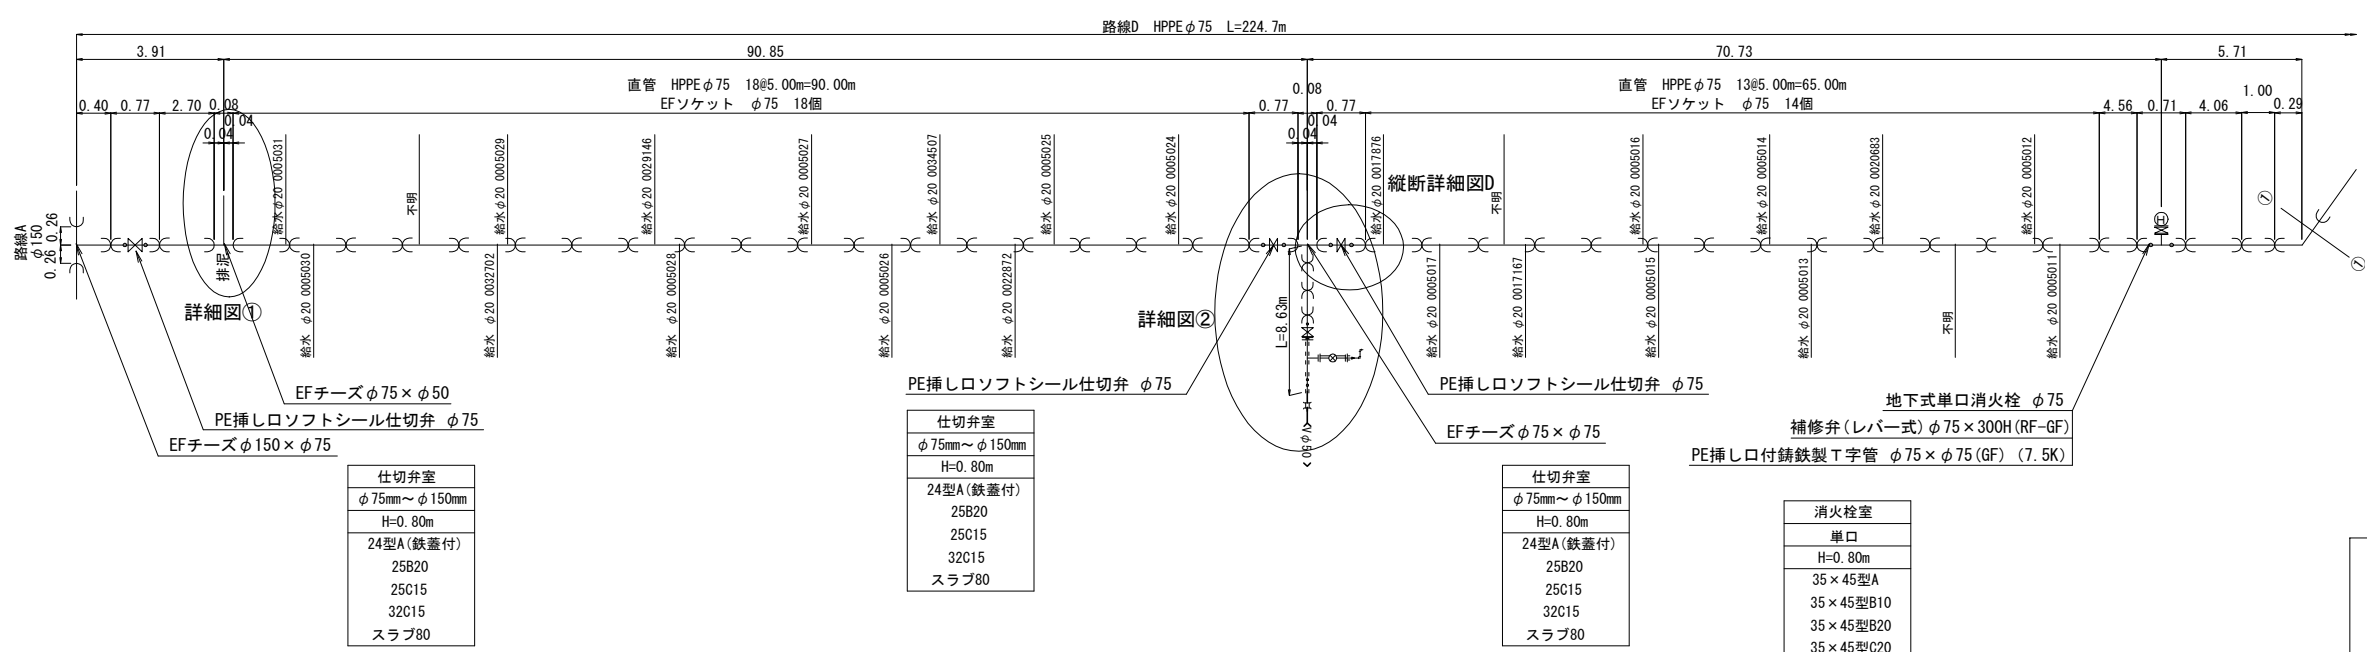 路線D HPPEφ75 L=224.7m
3.91
90.85
70.73
5.71
直管 HPPEφ75 18@5.00m=90.00m
EFソケット φ75 18個
直管 HPPEφ75 13@5.00m=65.00m
EFソケット φ75 14個
0.40
0.77
2.70
0.08
0.04
0.04
0.77
0.08
0.77
0.04
0.04
4.56
0.71
4.06
1.00
0.29
給水φ20 0005031
不明
給水φ20 0005029
給水φ20 0029146
給水φ20 0005027
給水φ20 0034507
給水φ20 0005025
給水φ20 0005024
給水φ20 0017876
不明
給水φ20 0005016
給水φ20 0005014
給水φ20 0020683
給水φ20 0005012
縦断詳細図D
路線A
φ150
0.26
0.26
排泥
H
①
①
給水 φ20 0005030
給水 φ20 0032702
給水 φ20 0005028
給水 φ20 0005026
給水 φ20 0022872
給水 φ20 0005017
給水 φ20 0017167
給水 φ20 0005015
給水 φ20 0005013
不明
給水 φ20 0005011
詳細図①
詳細図②
L=8.63m
Vφ50
EFチーズφ75×φ50
PE挿し口ソフトシール仕切弁 φ75
EFチーズφ150×φ75
PE挿し口ソフトシール仕切弁 φ75
PE挿し口ソフトシール仕切弁 φ75
EFチーズφ75×φ75
地下式単口消火栓 φ75
補修弁(レバー式)φ75×300H(RF-GF)
PE挿し口付鋳鉄製T字管 φ75×φ75(GF) (7.5K)
仕切弁室
φ75mm～φ150mm
H=0.80m
24型A(鉄蓋付)
25B20
25C15
32C15
スラブ80
仕切弁室
φ75mm～φ150mm
H=0.80m
24型A(鉄蓋付)
25B20
25C15
32C15
スラブ80
仕切弁室
φ75mm～φ150mm
H=0.80m
24型A(鉄蓋付)
25B20
25C15
32C15
スラブ80
消火栓室
単口
H=0.80m
35×45型A
35×45型B10
35×45型B20
35×45型C20